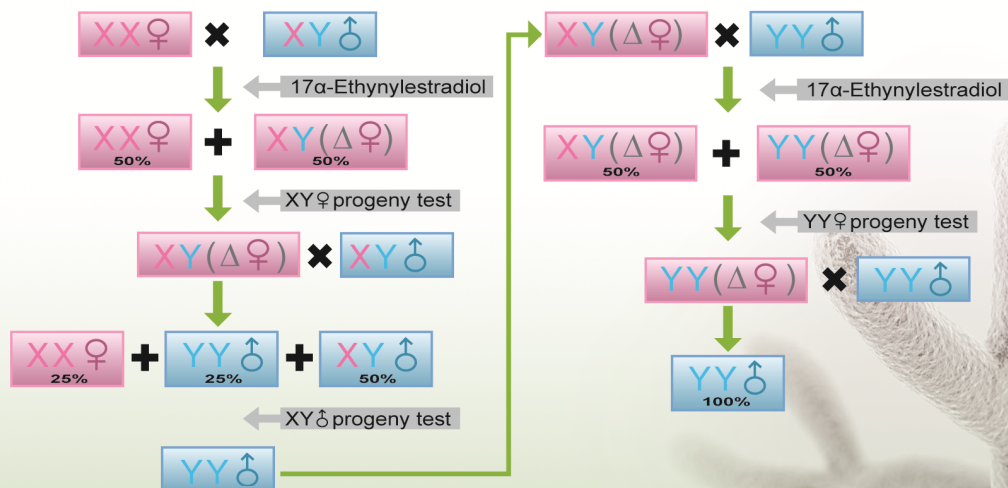 XX♀ ✖ XY♂
17α-Ethynylestradiol
XX♀ + XY(Δ♀)
50% 50%
XY♀progeny test
XY(Δ♀) ✖ XY♂
XX♀ + YY♂ + XY♂
25% 25% 50%
XY♂progeny test
YY♂
XY(Δ♀) ✖ YY♂
17α-Ethynylestradiol
XY(Δ♀) + YY(Δ♀)
50% 50%
YY♀progeny test
YY(Δ♀) ✖ YY♂
YY♂
100%